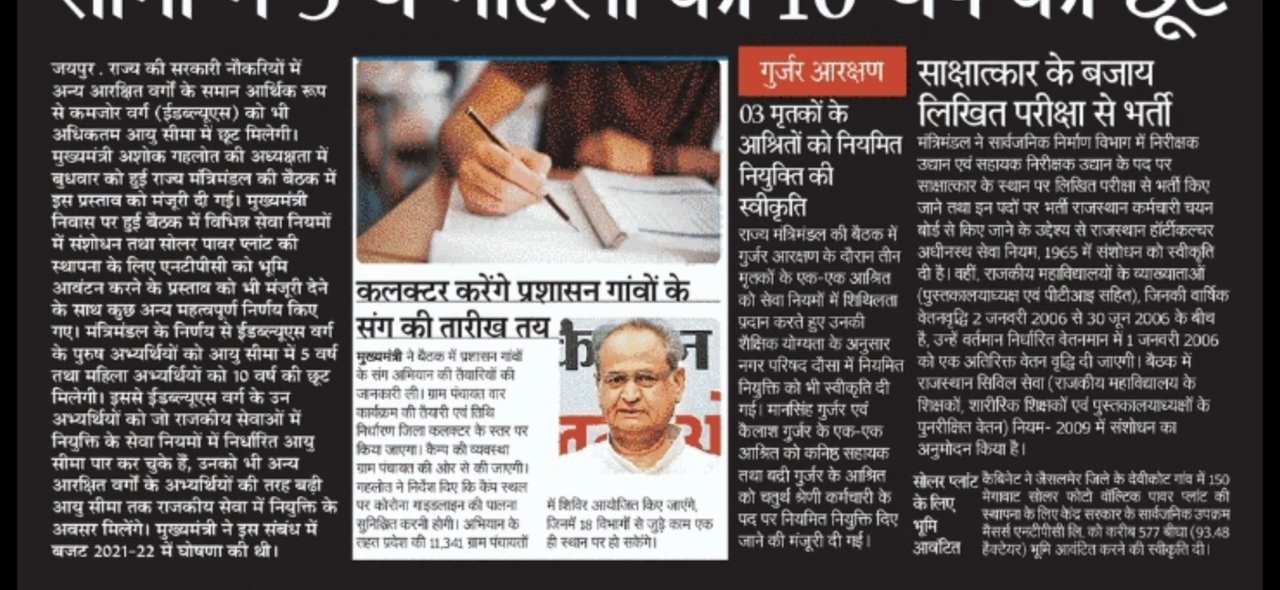 सीमा में 5 व महिला को 10 वर्ष की छूट
जयपुर. राज्य की सरकारी नौकरियों में
अन्य आरक्षित वर्गों के समान आर्थिक रूप
से कमजोर वर्ग (ईडब्ल्यूएस) को भी
अधिकतम आयु सीमा में छूट मिलेगी।
मुख्यमंत्री अशोक गहलोत की अध्यक्षता में
बुधवार को हुई राज्य मंत्रिमंडल की बैठक में
इस प्रस्ताव को मंजूरी दी गई। मुख्यमंत्री
निवास पर हुई बैठक में विभिन्न सेवा नियमों
में संशोधन तथा सोलर पावर प्लांट की
स्थापना के लिए एनटीपीसी को भूमि
आवंटन करने के प्रस्ताव को भी मंजूरी देने
के साथ कुछ अन्य महत्वपूर्ण निर्णय किए
गए। मंत्रिमंडल के निर्णय से ईडब्ल्यूएस वर्ग
के पुरुष अभ्यर्थियों को आयु सीमा में 5 वर्ष
तथा महिला अभ्यर्थियों को 10 वर्ष की छूट
मिलेगी। इससे ईडब्ल्यूएस वर्ग के उन
अभ्यर्थियों को जो राजकीय सेवाओं में
नियुक्ति के सेवा नियमों में निर्धारित आयु
सीमा पार कर चुके हैं, उनको भी अन्य
आरक्षित वर्गों के अभ्यर्थियों की तरह बढ़ी
आयु सीमा तक राजकीय सेवा में नियुक्ति के
अवसर मिलेंगे। मुख्यमंत्री ने इस संबंध में
बजट 2021-22 में घोषणा की थी।
कलक्टर करेंगे प्रशासन गांवों के
संग की तारीख तय
मुख्यमंत्री ने बैठक में प्रशासन गांवों
के संग अभियान की तैयारियों की
जानकारी ली। ग्राम पंचायत वार
कार्यक्रम की तैयारी एवं तिथि
निर्धारण जिला कलक्टर के स्तर पर
किया जाएगा। कैम्प की व्यवस्था
ग्राम पंचायत की ओर से की जाएगी।
गहलोत ने निर्देश दिए कि कैंप स्थल
पर कोरोना गाइडलाइन की पालना
सुनिश्चित करनी होगी। अभियान के
तहत प्रदेश की 11,341 ग्राम पंचायतों
में शिविर आयोजित किए जाएंगे,
जिनमें 18 विभागों से जुड़े काम एक
ही स्थान पर हो सकेंगे।
गुर्जर आरक्षण
03 मृतकों के
आश्रितों को नियमित
नियुक्ति की
स्वीकृति
राज्य मंत्रिमंडल की बैठक में
गुर्जर आरक्षण के दौरान तीन
मृतकों के एक-एक आश्रित
को सेवा नियमों में शिथिलता
प्रदान करते हुए उनकी
शैक्षिक योग्यता के अनुसार
नगर परिषद दौसा में नियमित
नियुक्ति को भी स्वीकृति दी
गई। मानसिंह गुर्जर एवं
कैलाश गुर्जर के एक-एक
आश्रित को कनिष्ठ सहायक
तथा बद्री गुर्जर के आश्रित
को चतुर्थ श्रेणी कर्मचारी के
पद पर नियमित नियुक्ति दिए
जाने की मंजूरी दी गई।
साक्षात्कार के बजाय
लिखित परीक्षा से भर्ती
मंत्रिमंडल ने सार्वजनिक निर्माण विभाग में निरीक्षक
उद्यान एवं सहायक निरीक्षक उद्यान के पद पर
साक्षात्कार के स्थान पर लिखित परीक्षा से भर्ती किए
जाने तथा इन पदों पर भर्ती राजस्थान कर्मचारी चयन
बोर्ड से किए जाने के उद्देश्य से राजस्थान हॉर्टीकल्चर
अधीनस्थ सेवा नियम, 1965 में संशोधन को स्वीकृति
दी है। वहीं, राजकीय महाविद्यालयों के व्याख्याताओं
(पुस्तकालयाध्यक्ष एवं पीटीआइ सहित), जिनकी वार्षिक
वेतनवृद्धि 2 जनवरी 2006 से 30 जून 2006 के बीच
है, उन्हें वर्तमान निर्धारित वेतनमान में 1 जनवरी 2006
को एक अतिरिक्त वेतन वृद्धि दी जाएगी। बैठक में
राजस्थान सिविल सेवा (राजकीय महाविद्यालय के
शिक्षकों, शारीरिक शिक्षकों एवं पुस्तकालयाध्यक्षों के
पुनरीक्षित वेतन) नियम- 2009 में संशोधन का
अनुमोदन किया है।
सोलर प्लांट
के लिए
भूमि
आवंटित
कैबिनेट ने जैसलमेर जिले के देवीकोट गांव में 150
मेगावाट सोलर फोटो वॉल्टिक पावर प्लांट की
स्थापना के लिए केंद्र सरकार के सार्वजनिक उपक्रम
मैसर्स एनटीपीसी लि. को करीब 577 बीघा (93.48
हैक्टेयर) भूमि आवंटित करने की स्वीकृति दी।